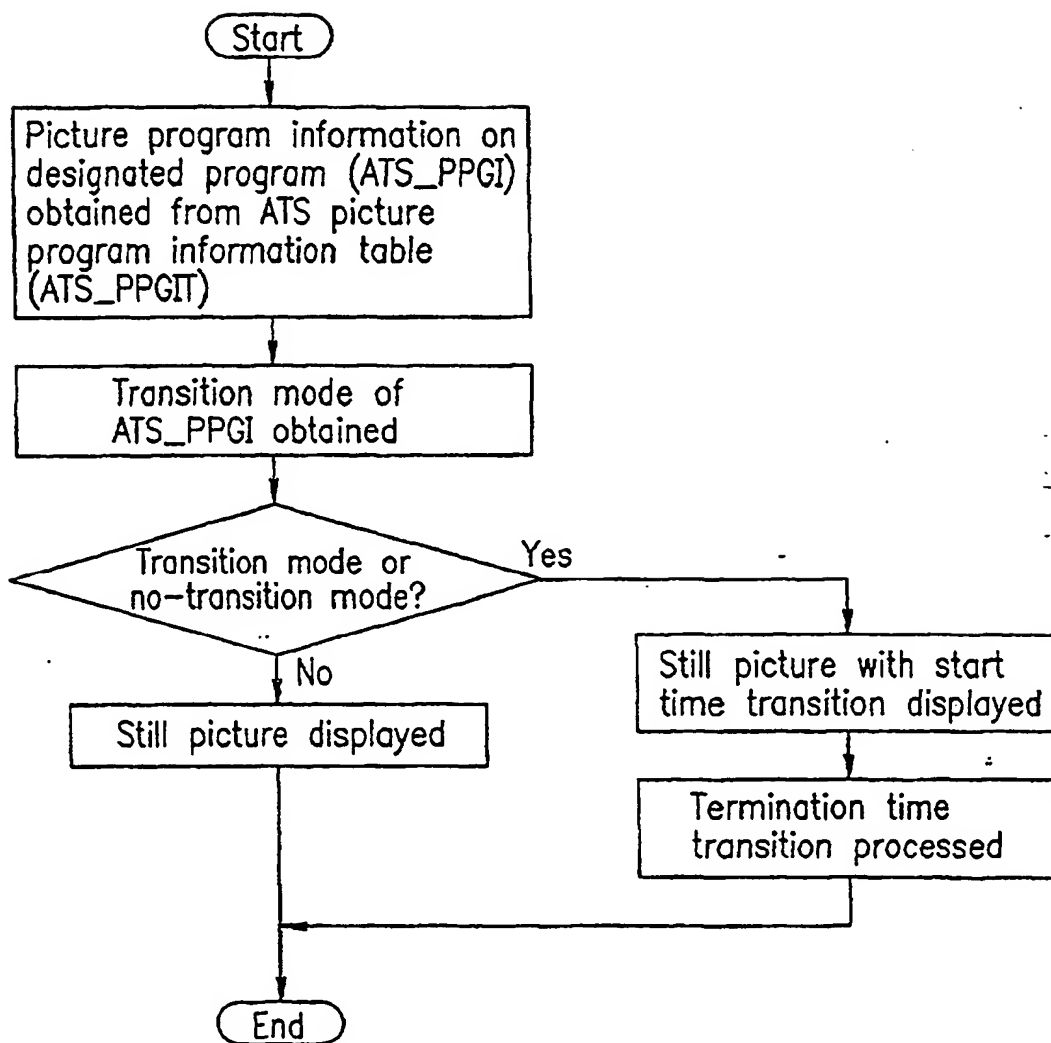 Start
Picture program information on
designated program (ATS_PPGI)
obtained from ATS picture
program information table
(ATS_PPGIT)
Transition mode of
ATS_PPGI obtained
Transition mode or
no-transition mode?
Yes
No
Still picture displayed
Still picture with start
time transition displayed
Termination time
transition processed
End